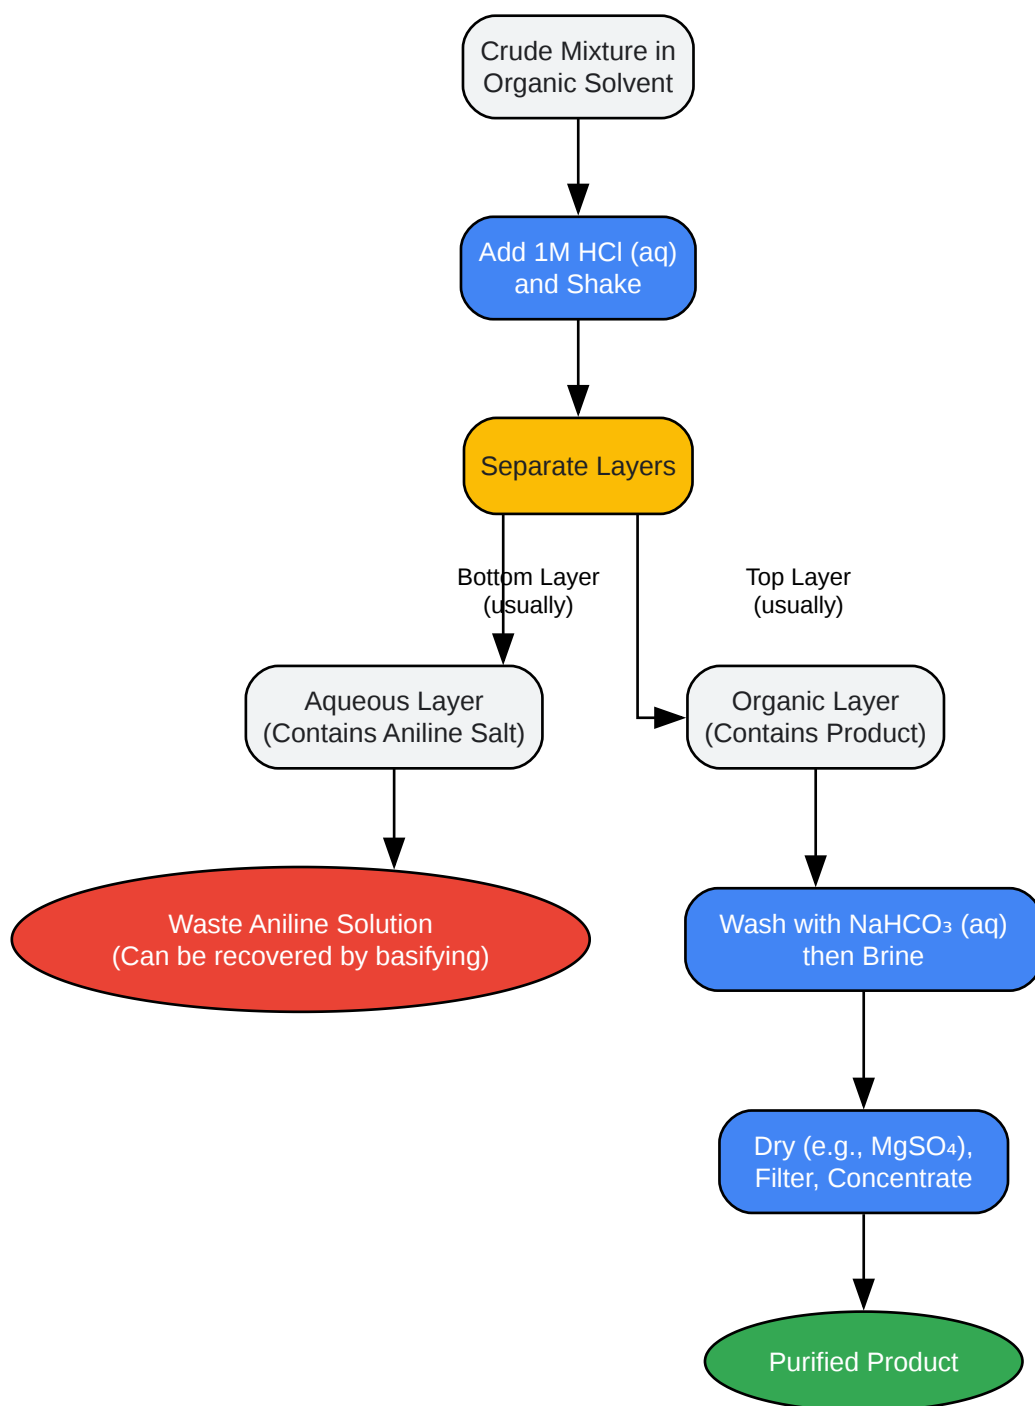 Crude Mixture in
Organic Solvent
Add 1M HCl (aq)
and Shake
Separate Layers
Bottom Layer
(usually)
Top Layer
(usually)
Aqueous Layer
(Contains Aniline Salt)
Organic Layer
(Contains Product)
Waste Aniline Solution
(Can be recovered by basifying)
Wash with NaHCO₃ (aq)
then Brine
Dry (e.g., MgSO₄),
Filter, Concentrate
Purified Product